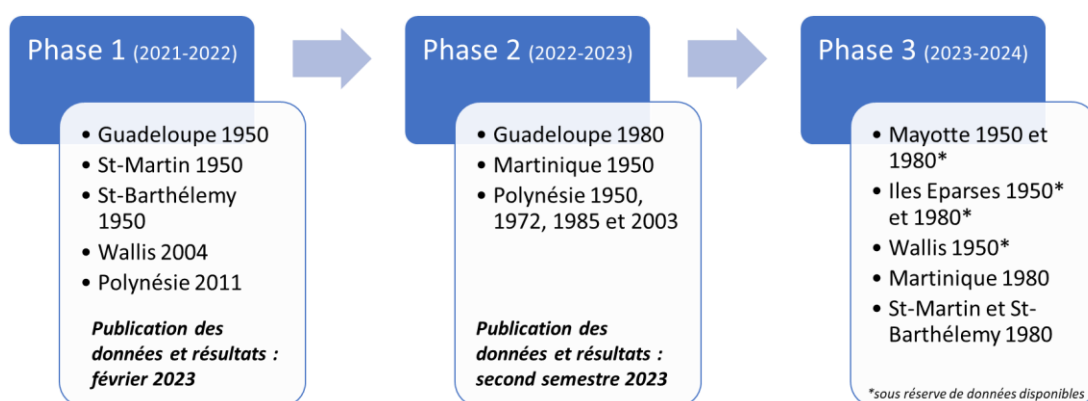 Phase 1 (2021-2022)
• Guadeloupe 1950
• St-Martin 1950
• St-Barthélemy
1950
• Wallis 2004
• Polynésie 2011
Publication des
données et résultats :
février 2023
Phase 2 (2022-2023)
• Guadeloupe 1980
• Martinique 1950
• Polynésie 1950,
1972, 1985 et 2003
Publication des
données et résultats :
second semestre 2023
Phase 3 (2023-2024)
• Mayotte 1950 et
1980*
• Iles Eparses 1950*
et 1980*
• Wallis 1950*
• Martinique 1980
• St-Martin et St-
Barthélemy 1980
*sous réserve de données disponibles